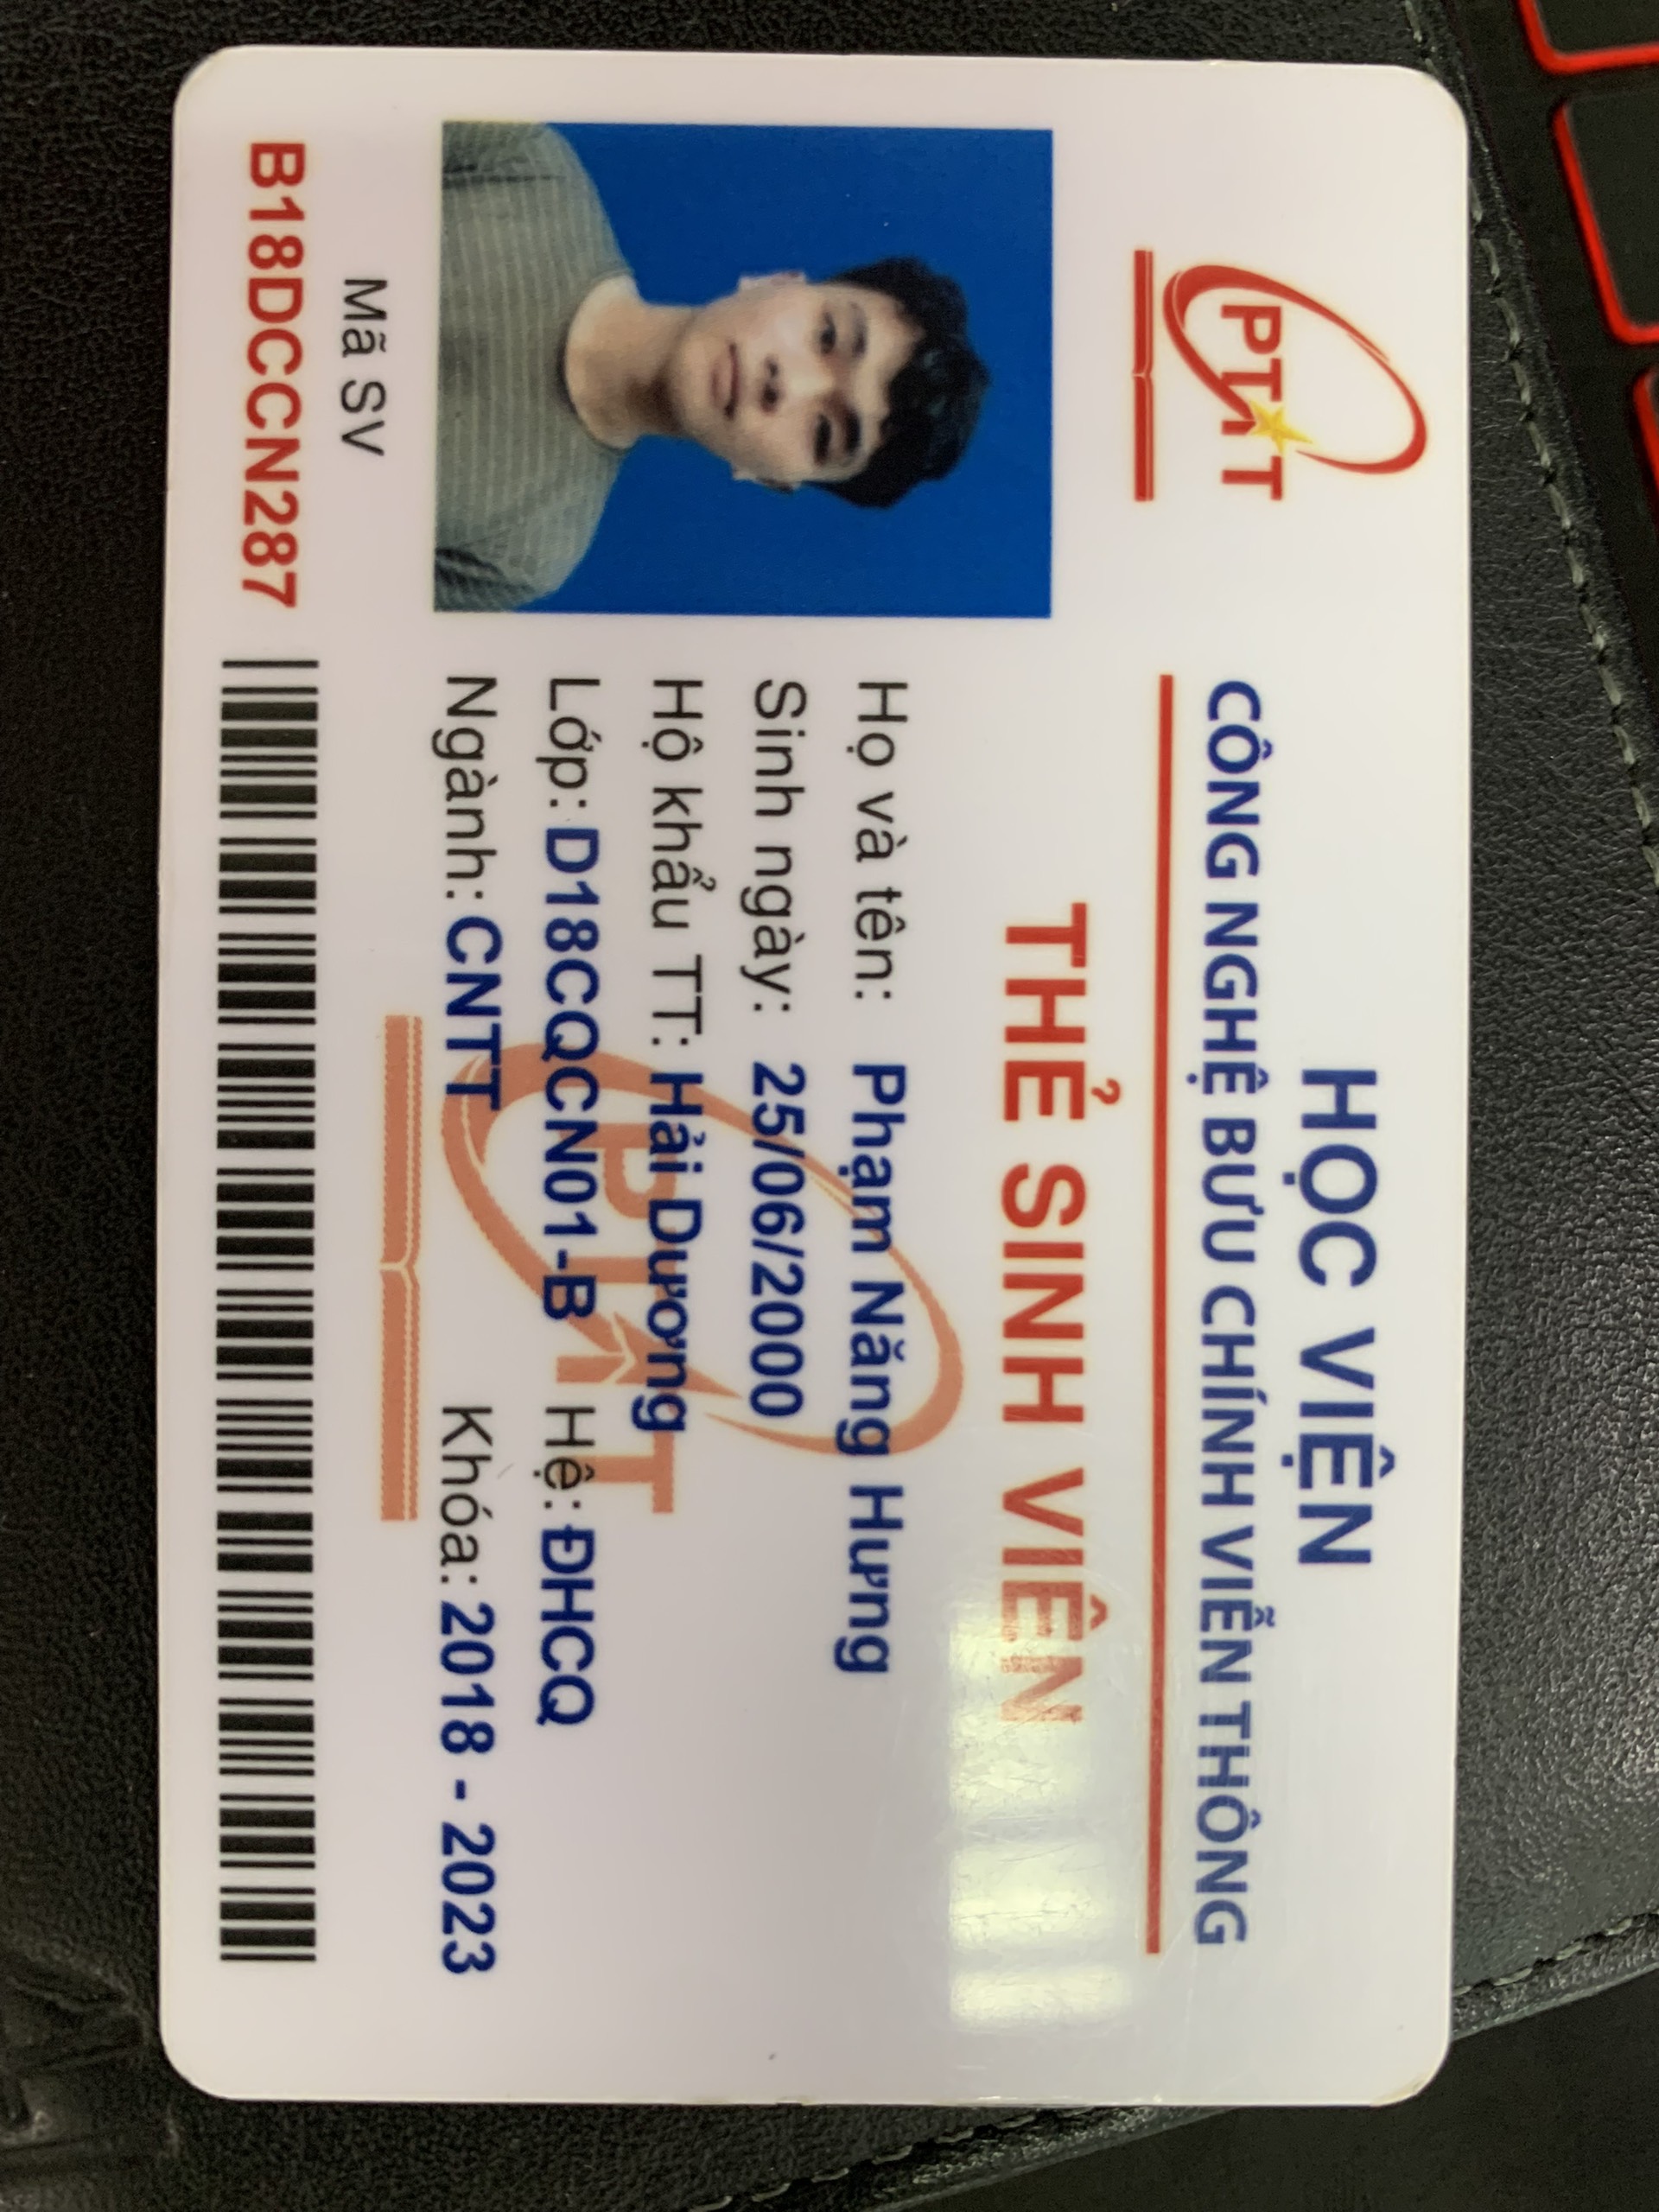 PTIT
HỌC VIỆN
CÔNG NGHỆ BƯU CHÍNH VIỄN THÔNG
THẺ SINH VIÊN
Họ và tên: Phạm Năng Hưng
Sinh ngày: 25/06/2000
Hộ khẩu TT: Hải Dương
Lớp: D18CQCN01-B Hệ: ĐHCQ
Ngành: CNTT Khóa: 2018 - 2023
PTIT
Mã SV
B18DCCN287